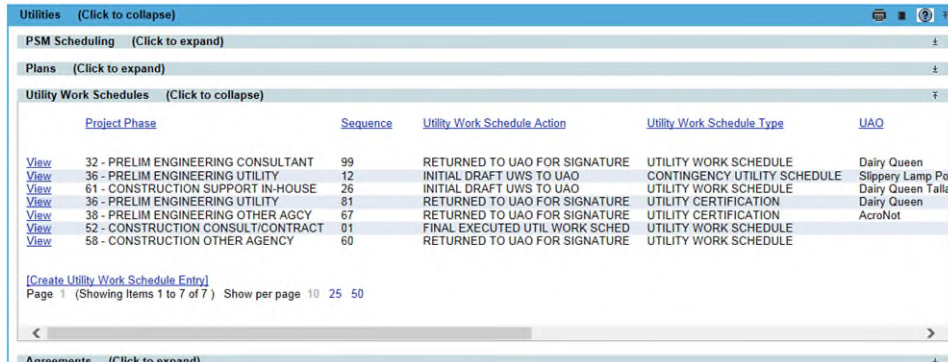 Utilities (Click to collapse)
PSM Scheduling (Click to expand)
Plans (Click to expand)
Utility Work Schedules (Click to collapse)
Project Phase Sequence Utility Work Schedule Action Utility Work Schedule Type UAO
View 32 - PRELIM ENGINEERING CONSULTANT 99 RETURNED TO UAO FOR SIGNATURE UTILITY WORK SCHEDULE Dairy Queen
View 36 - PRELIM ENGINEERING UTILITY 12 INITIAL DRAFT UWS TO UAO CONTINGENCY UTILITY SCHEDULE Slippery Lamp Po
View 61 - CONSTRUCTION SUPPORT IN-HOUSE 26 INITIAL DRAFT UWS TO UAO UTILITY WORK SCHEDULE Dairy Queen Talla
View 36 - PRELIM ENGINEERING UTILITY 81 RETURNED TO UAO FOR SIGNATURE UTILITY CERTIFICATION Dairy Queen
View 38 - PRELIM ENGINEERING OTHER AGCY 67 RETURNED TO UAO FOR SIGNATURE UTILITY CERTIFICATION AcroNot
View 52 - CONSTRUCTION CONSULT/CONTRACT 01 FINAL EXECUTED UTIL WORK SCHED UTILITY WORK SCHEDULE
View 58 - CONSTRUCTION OTHER AGENCY 60 RETURNED TO UAO FOR SIGNATURE UTILITY WORK SCHEDULE
[Create Utility Work Schedule Entry]
Page 1 (Showing Items 1 to 7 of 7 ) Show per page 10 25 50
Agreements (Click to expand)